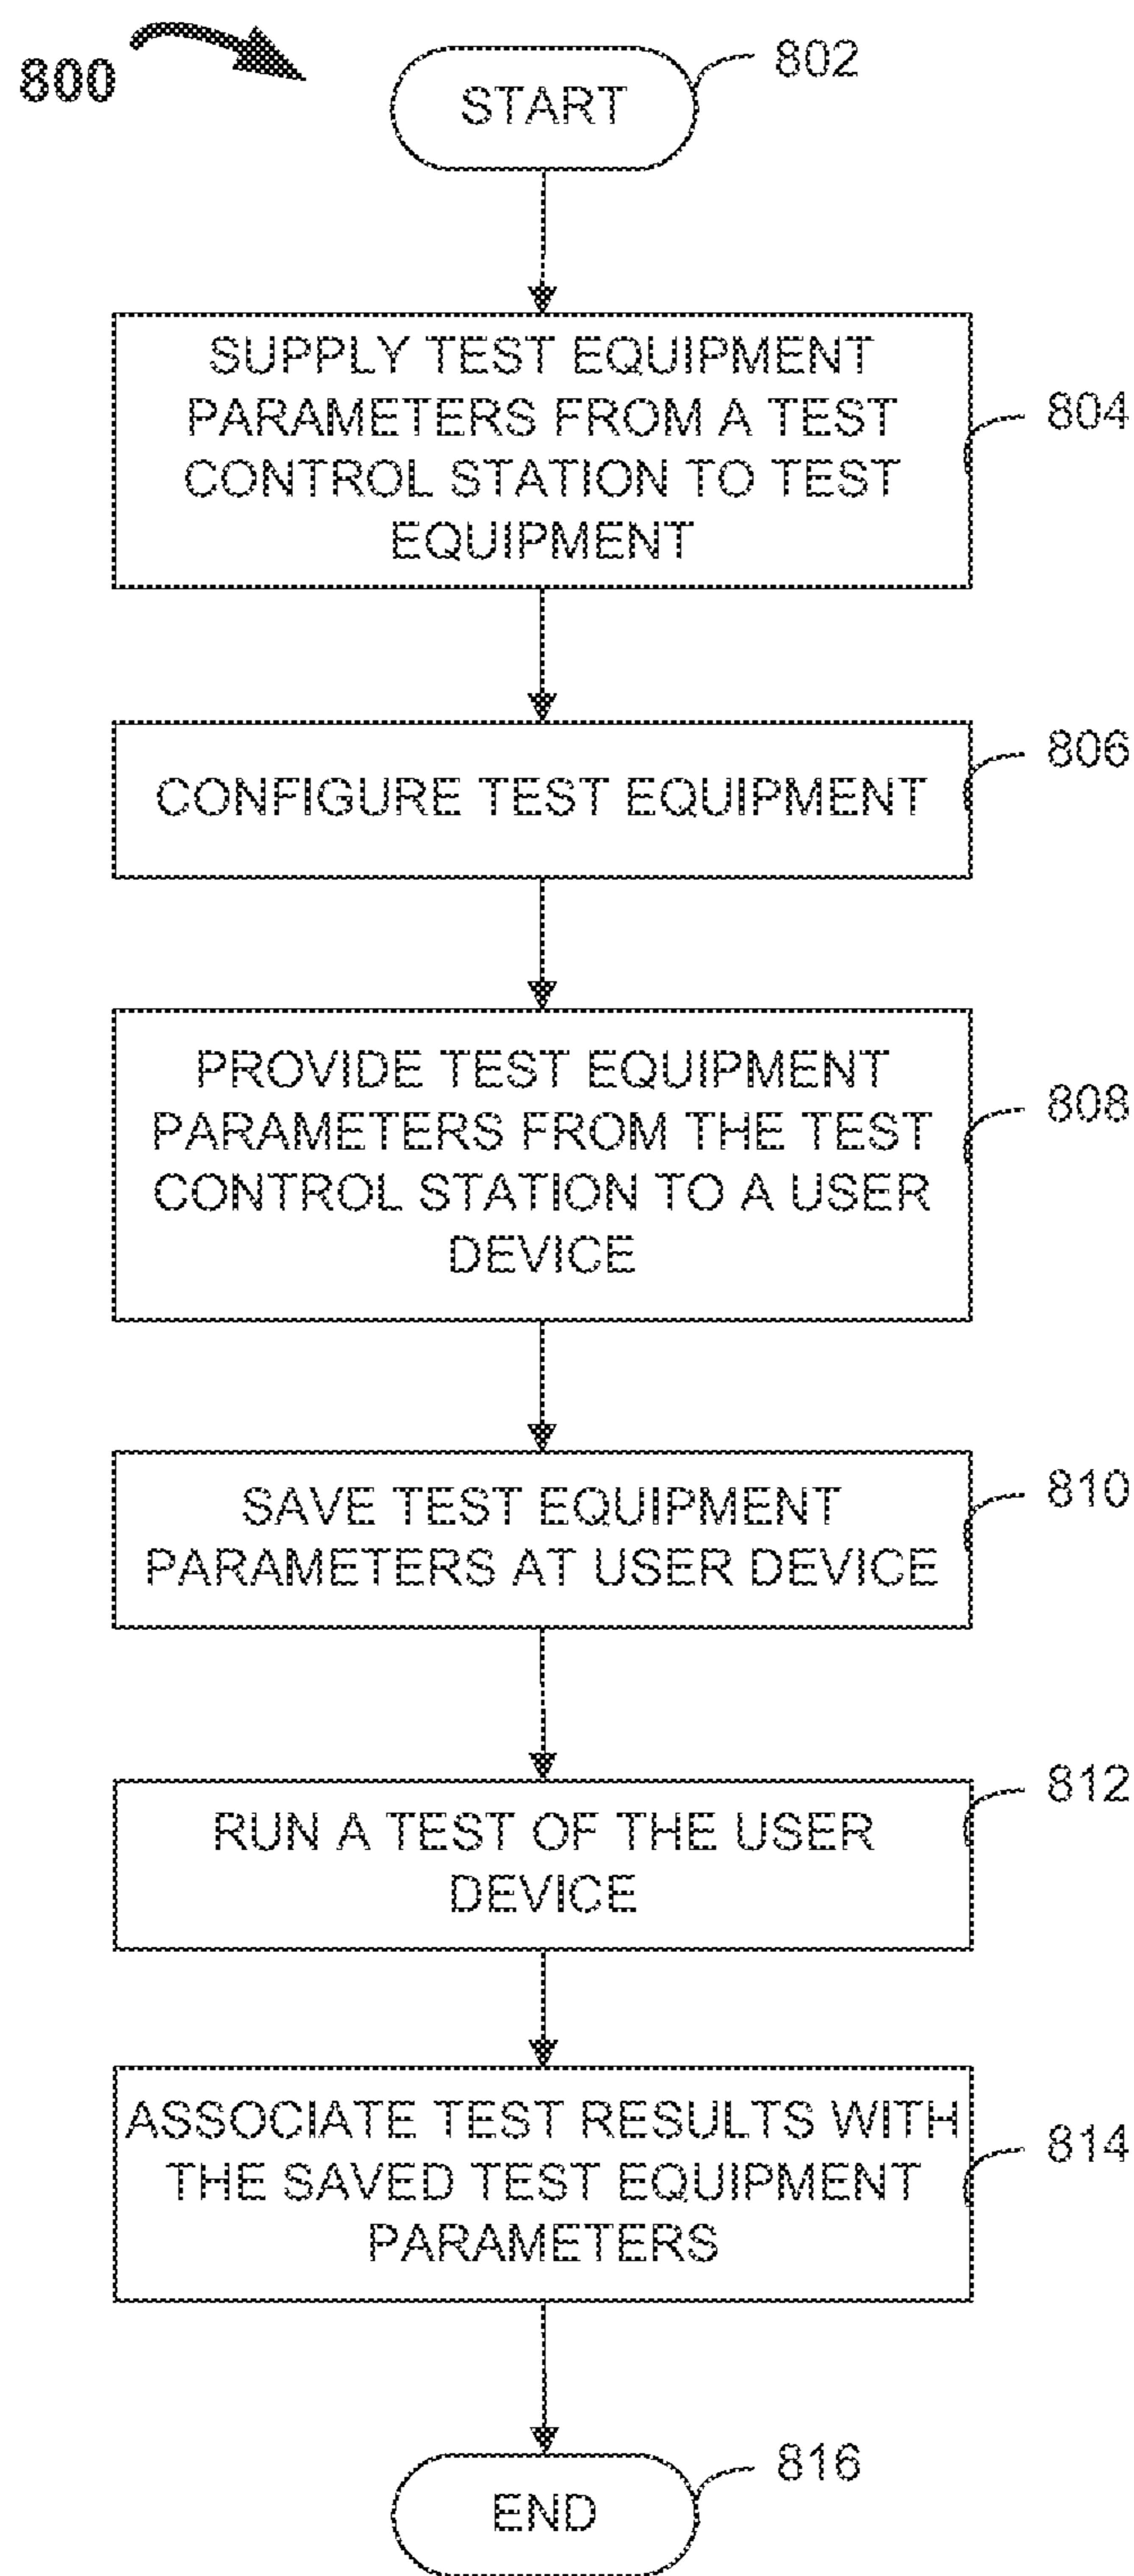 800
802
START
SUPPLY TEST EQUIPMENT
PARAMETERS FROM A TEST
CONTROL STATION TO TEST
EQUIPMENT
804
CONFIGURE TEST EQUIPMENT
806
PROVIDE TEST EQUIPMENT
PARAMETERS FROM THE TEST
CONTROL STATION TO A USER
DEVICE
808
SAVE TEST EQUIPMENT
PARAMETERS AT USER DEVICE
810
RUN A TEST OF THE USER
DEVICE
812
ASSOCIATE TEST RESULTS WITH
THE SAVED TEST EQUIPMENT
PARAMETERS
814
END
816